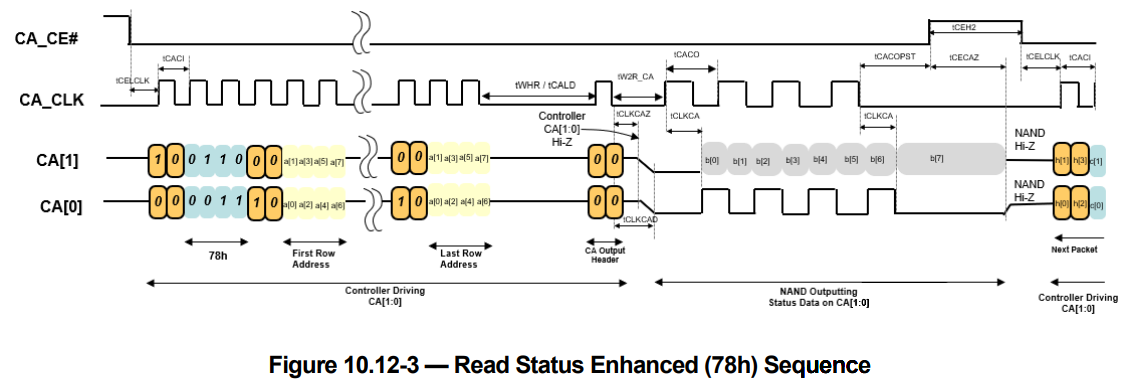 CA_CE#
tCEH2
tCACI
tCELCLK
tWHR / tCALD
tW2R_CA
tCACO
tCACOPST
tCECAZ
tCELCLK
tCACI
CA_CLK
Controller
CA[1:0]
Hi-Z
tCLKCAZ
tCLKCA
tCLKCA
CA[1]
1 0 0 1 1 0 0 0 a[1] a[3] a[5] a[7] 0 0 a[1] a[3] a[5] a[7] 0 0
b[0] b[1] b[2] b[3] b[4] b[5] b[6] b[7]
NAND
Hi-Z
h[1] h[3] c[1]
CA[0]
0 0 0 0 1 1 1 0 a[0] a[2] a[4] a[6] 1 0 a[0] a[2] a[4] a[6] 0 0
NAND
Hi-Z
h[0] h[2] c[0]
tCLKCAD
78h
First Row
Address
Last Row
Address
CA Output
Header
Next Packet
Controller Driving
CA[1:0]
NAND Outputting
Status Data on CA[1:0]
Controller Driving
CA[1:0]
Figure 10.12-3 — Read Status Enhanced (78h) Sequence